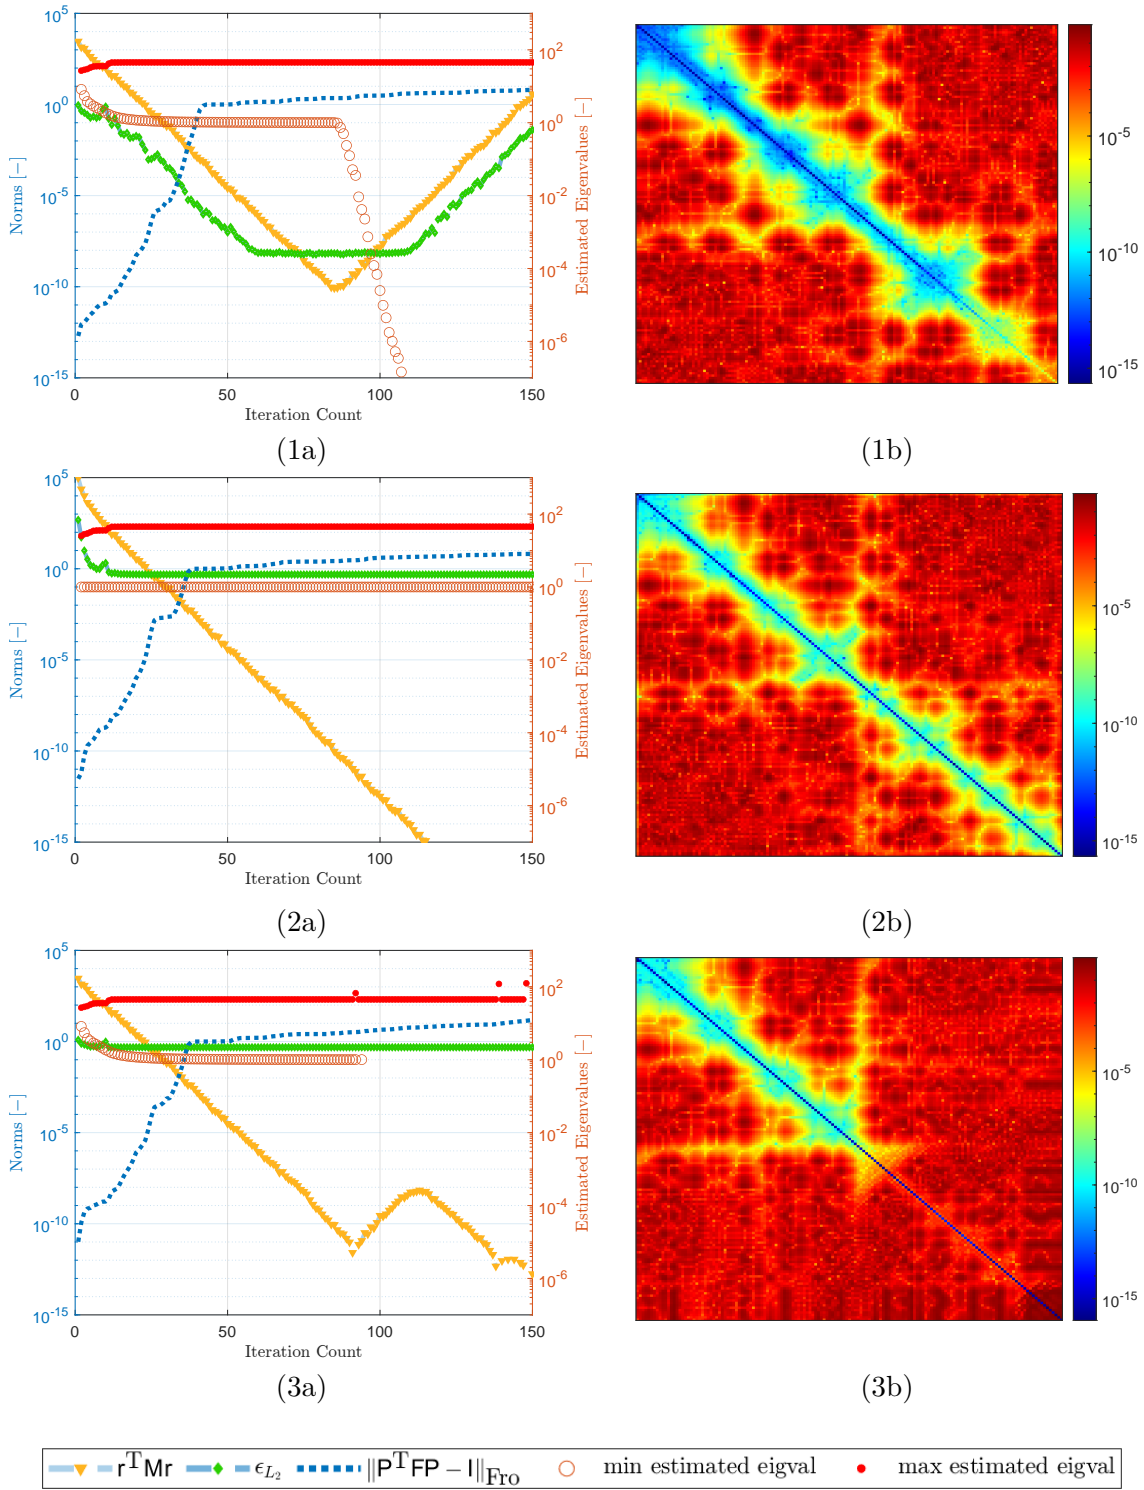 10^5
10^0
10^-5
10^-10
10^-15
Norms [−]
10^2
10^0
10^-2
10^-4
10^-6
Estimated Eigenvalues [−]
0
50
100
150
Iteration Count
(1a)
10^-5
10^-10
10^-15
(1b)
10^5
10^0
10^-5
10^-10
10^-15
Norms [−]
10^2
10^0
10^-2
10^-4
10^-6
Estimated Eigenvalues [−]
0
50
100
150
Iteration Count
(2a)
10^-5
10^-10
10^-15
(2b)
10^5
10^0
10^-5
10^-10
10^-15
Norms [−]
10^2
10^0
10^-2
10^-4
10^-6
Estimated Eigenvalues [−]
0
50
100
150
Iteration Count
(3a)
10^-5
10^-10
10^-15
(3b)
r^T Mr
ϵ_{L_2}
||P^T FP − I||_Fro
min estimated eigval
max estimated eigval